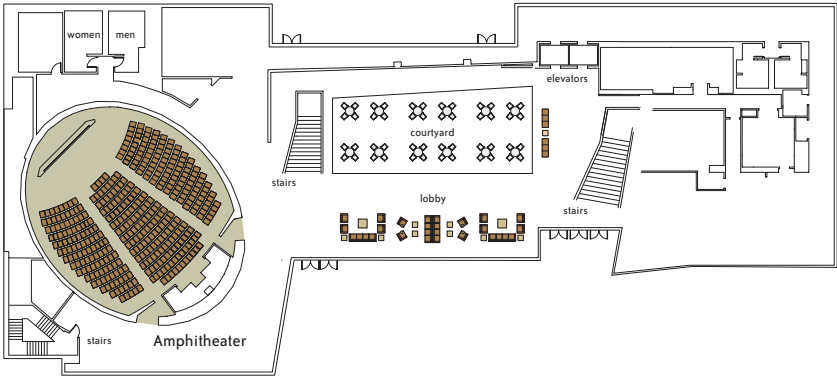 women
men
elevators
courtyard
stairs
lobby
stairs
stairs
Amphitheater